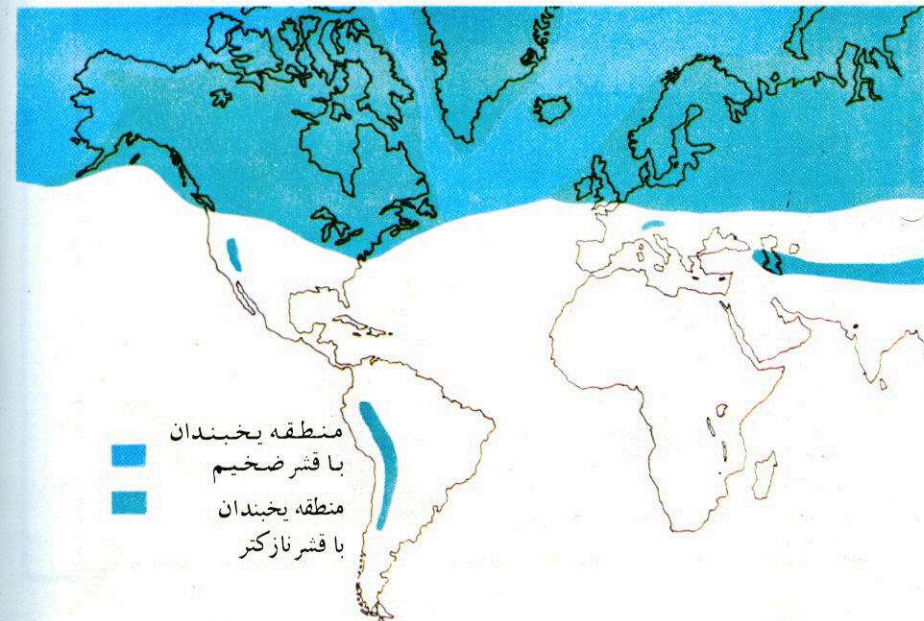 منطقه یخبندان
با قشر ضخیم
منطقه یخبندان
با قشر نازکتر